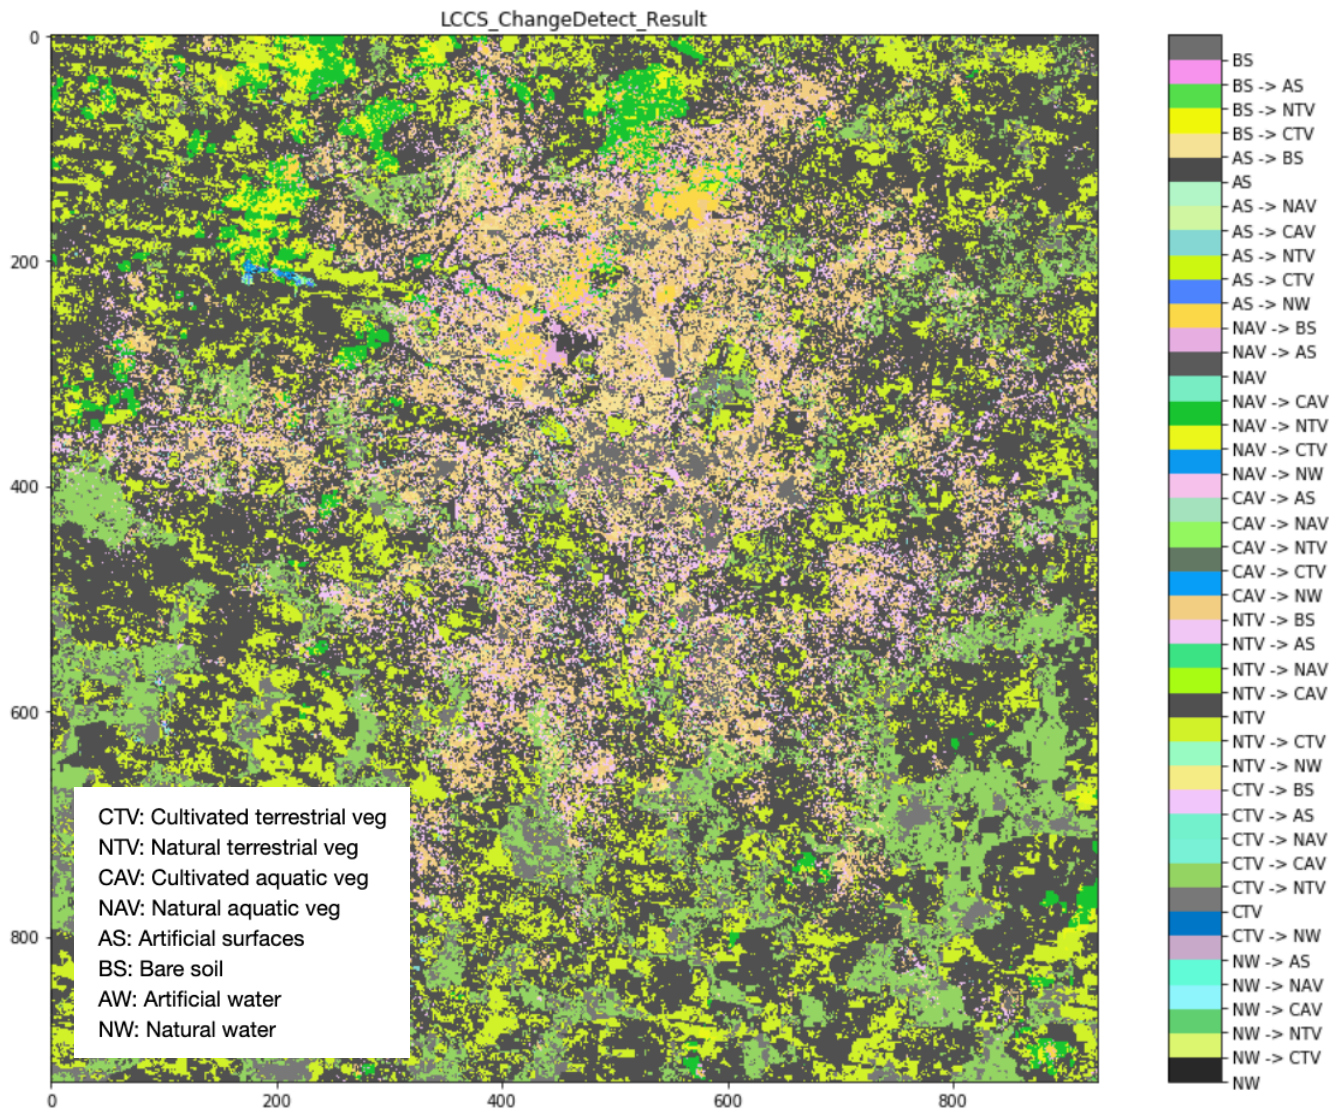 LCCS_ChangeDetect_Result
0
200
400
600
800
0
200
400
600
800
CTV: Cultivated terrestrial veg
NTV: Natural terrestrial veg
CAV: Cultivated aquatic veg
NAV: Natural aquatic veg
AS: Artificial surfaces
BS: Bare soil
AW: Artificial water
NW: Natural water
BS
BS -> AS
BS -> NTV
BS -> CTV
AS -> BS
AS
AS -> NAV
AS -> CAV
AS -> NTV
AS -> CTV
AS -> NW
NAV -> BS
NAV -> AS
NAV
NAV -> CAV
NAV -> NTV
NAV -> CTV
NAV -> NW
CAV -> AS
CAV -> NAV
CAV -> NTV
CAV -> CTV
CAV -> NW
NTV -> BS
NTV -> AS
NTV -> NAV
NTV -> CAV
NTV
NTV -> CTV
NTV -> NW
CTV -> BS
CTV -> AS
CTV -> NAV
CTV -> CAV
CTV -> NTV
CTV
CTV -> NW
NW -> AS
NW -> NAV
NW -> CAV
NW -> NTV
NW -> CTV
NW